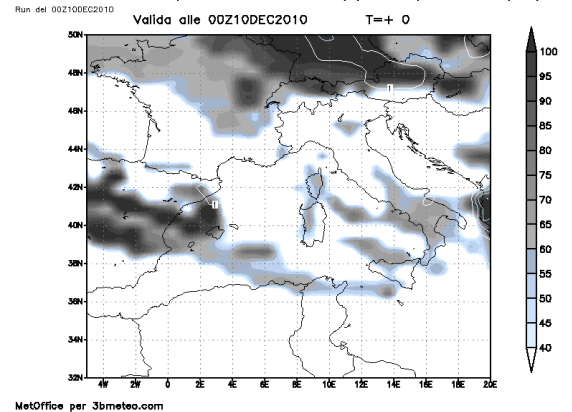 Run del 00Z10DEC2010
Valida alle 00Z10DEC2010 T=+ 0
50N
48N
46N
44N
42N
40N
38N
36N
34N
32N
4W 2W 0 2E 4E 6E 8E 10E 12E 14E 16E 18E 20E
100
95
90
85
80
75
70
65
60
55
50
45
40
1
1
MetOffice per 3bmeteo.com